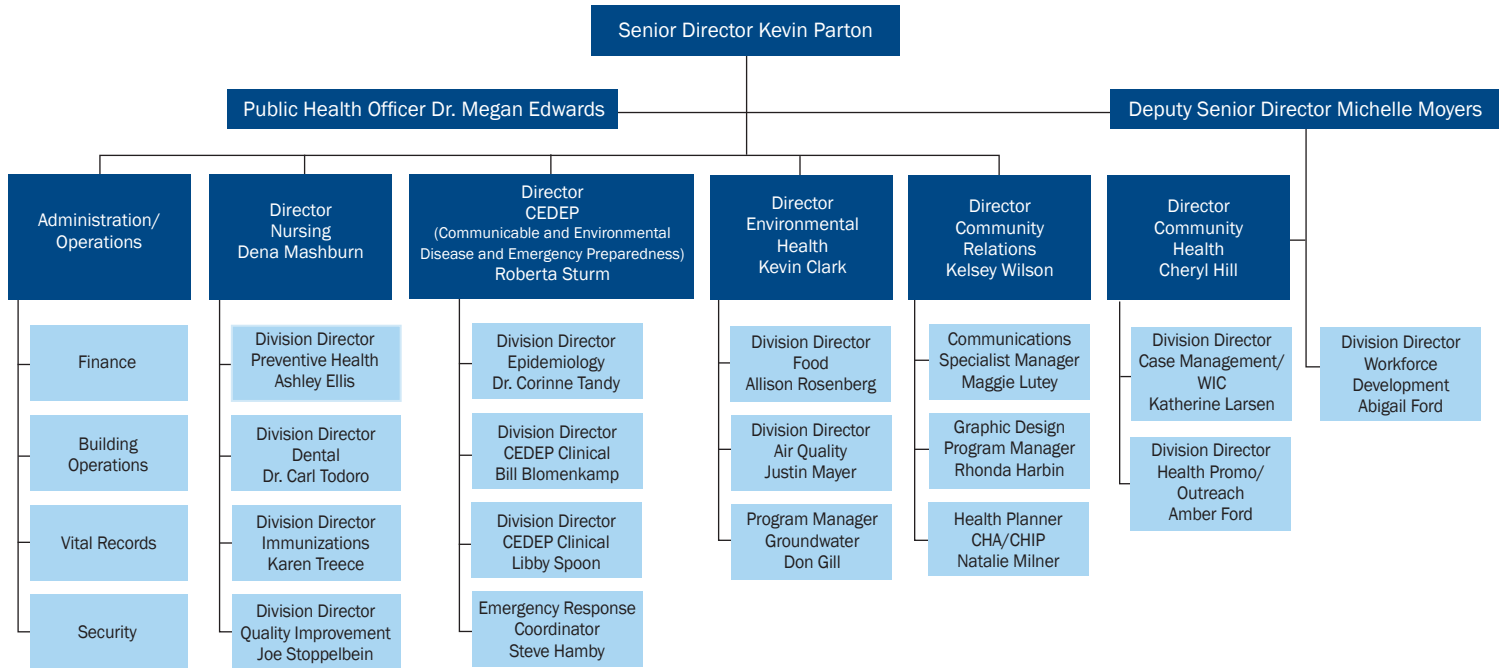 Senior Director Kevin Parton
Public Health Officer Dr. Megan Edwards
Deputy Senior Director Michelle Moyers
Administration/
Operations
Finance
Building
Operations
Vital Records
Security
Director
Nursing
Dena Mashburn
Division Director
Preventive Health
Ashley Ellis
Division Director
Dental
Dr. Carl Todoro
Division Director
Immunizations
Karen Treece
Division Director
Quality Improvement
Joe Stoppelbein
Director
CEDEP
(Communicable and Environmental
Disease and Emergency Preparedness)
Roberta Sturm
Division Director
Epidemiology
Dr. Corinne Tandy
Division Director
CEDEP Clinical
Bill Blomenkamp
Division Director
CEDEP Clinical
Libby Spoon
Emergency Response
Coordinator
Steve Hamby
Director
Environmental
Health
Kevin Clark
Division Director
Food
Allison Rosenberg
Division Director
Air Quality
Justin Mayer
Program Manager
Groundwater
Don Gill
Director
Community
Relations
Kelsey Wilson
Communications
Specialist Manager
Maggie Lutey
Graphic Design
Program Manager
Rhonda Harbin
Health Planner
CHA/CHIP
Natalie Milner
Director
Community
Health
Cheryl Hill
Division Director
Case Management/
WIC
Katherine Larsen
Division Director
Health Promo/
Outreach
Amber Ford
Division Director
Workforce
Development
Abigail Ford